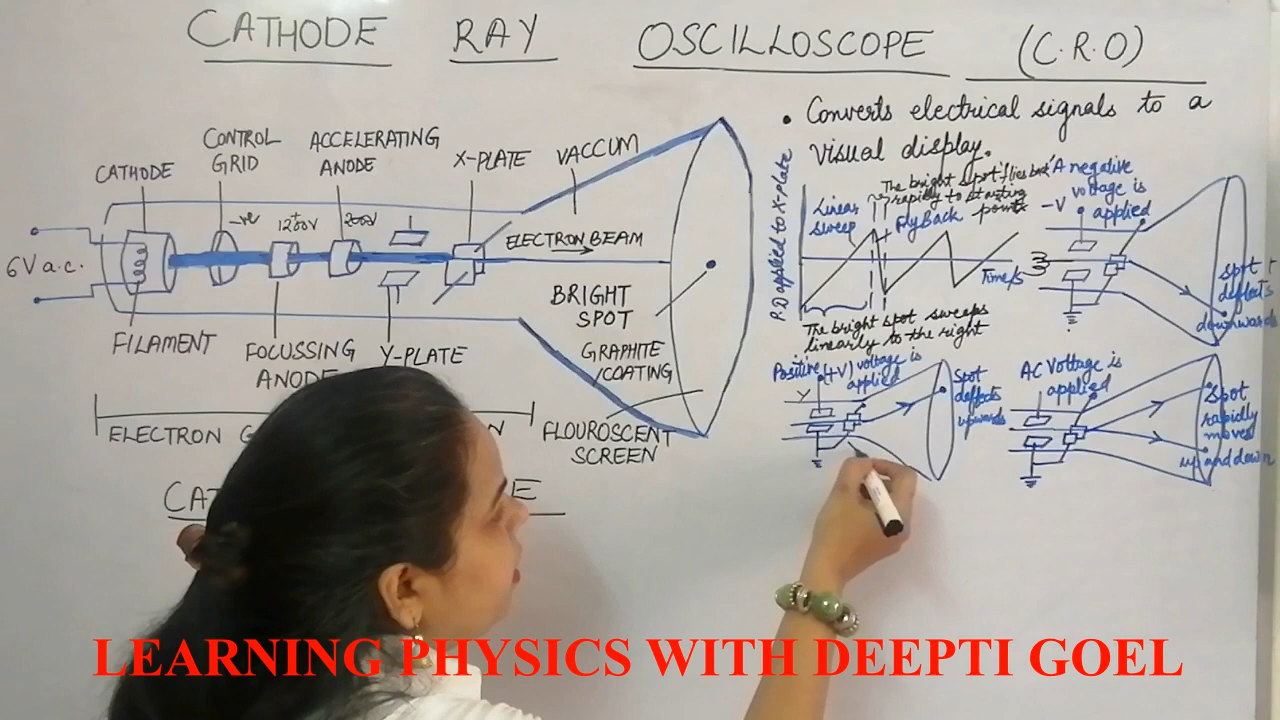 CATHODE RAY OSCILLOSCOPE (C.R.O)
• Converts electrical signals to a
visual display.
CONTROL
GRID
ACCELERATING
ANODE
CATHODE
X-PLATE
VACCUM
-ve
1200V
+
200V
6V a.c.
ELECTRON BEAM
BRIGHT
SPOT
GRAPHITE
COATING
FILAMENT
FOCUSSING
ANODE
Y-PLATE
ELECTRON G
N
FLOUROSCENT
SCREEN
CA
E
P.D applied to X-plate
Linear
sweep
The bright spot 'flies back'
rapidly to starting
point
FlyBack
Time/s
The bright spot sweeps
linearly to the right
A negative
voltage is
applied
-V
spot
deflects
downwards
Positive (+V) voltage is
applied
Y
Spot
deflects
upwards
AC Voltage is
applied
Spot
rapidly
moves
up and down
LEARNING PHYSICS WITH DEEPTI GOEL